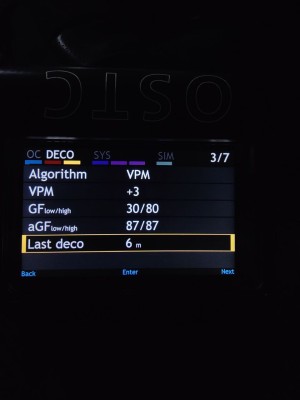 OSTC
OC DECO SYS SIM 3/7
Algorithm VPM
VPM +3
GFlow/high 30/80
aGFlow/high 87/87
Last deco 6 m
Back Enter Next